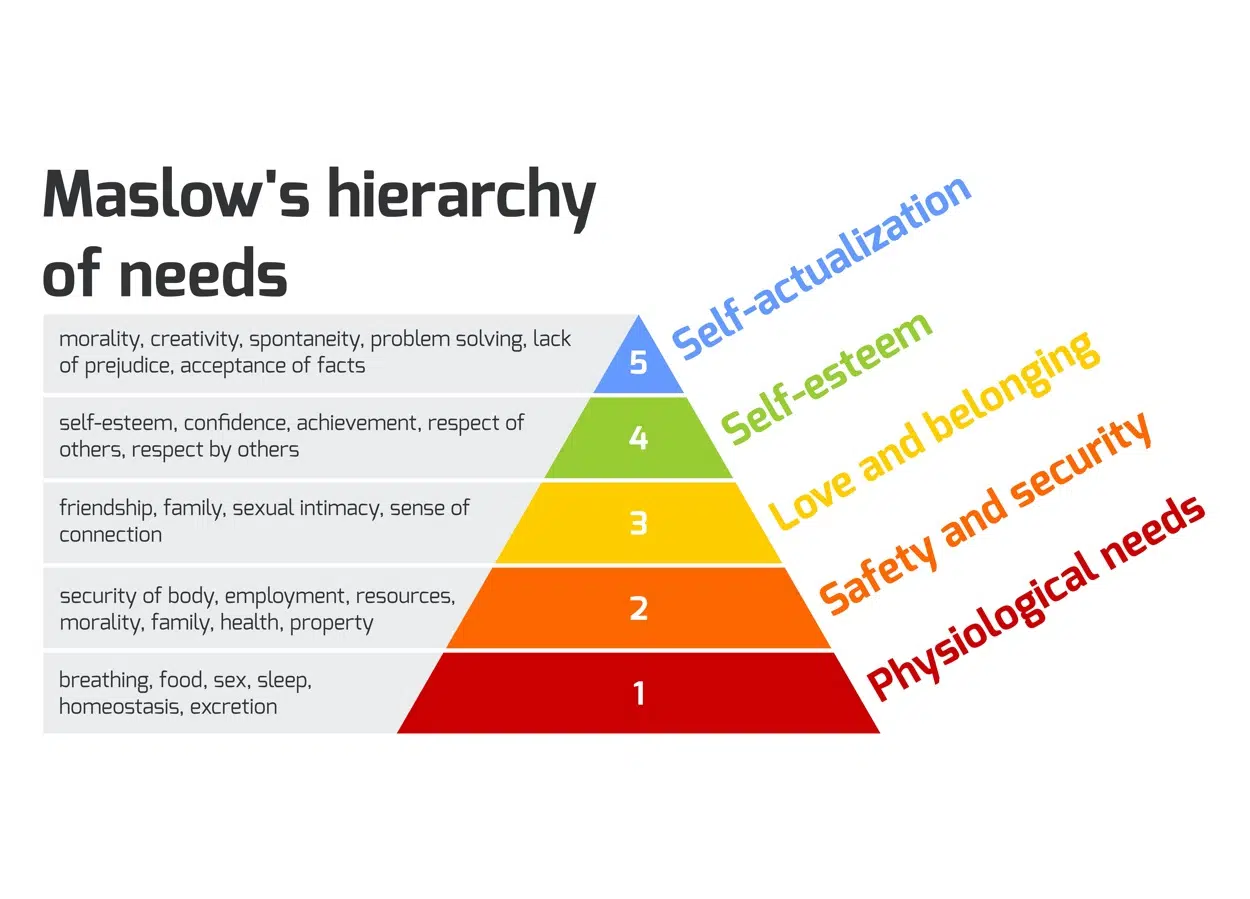 Maslow's hierarchy
of needs
morality, creativity, spontaneity, problem solving, lack
of prejudice, acceptance of facts
5
Self-actualization
self-esteem, confidence, achievement, respect of
others, respect by others
4
Self-esteem
friendship, family, sexual intimacy, sense of
connection
3
Love and belonging
security of body, employment, resources,
morality, family, health, property
2
Safety and security
breathing, food, sex, sleep,
homeostasis, excretion
1
Physiological needs